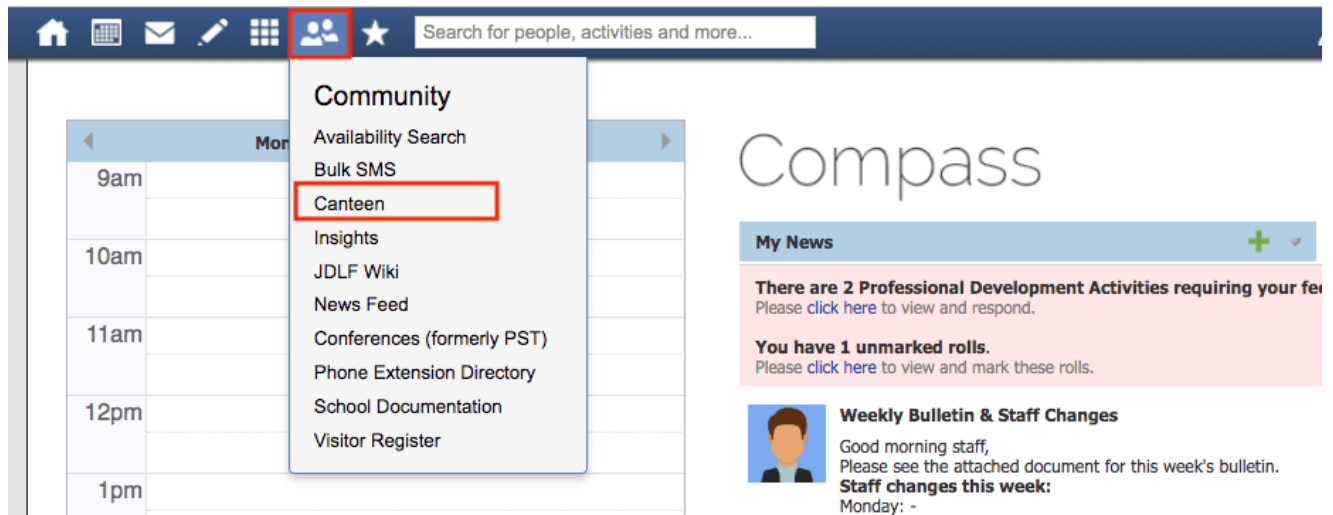 Search for people, activities and more...
Community
Availability Search
Bulk SMS
Canteen
Insights
JDLF Wiki
News Feed
Conferences (formerly PST)
Phone Extension Directory
School Documentation
Visitor Register
Mon
9am
10am
11am
12pm
1pm
Compass
My News
There are 2 Professional Development Activities requiring your fe
Please click here to view and respond.
You have 1 unmarked rolls.
Please click here to view and mark these rolls.
Weekly Bulletin & Staff Changes
Good morning staff,
Please see the attached document for this week's bulletin.
Staff changes this week:
Monday: -